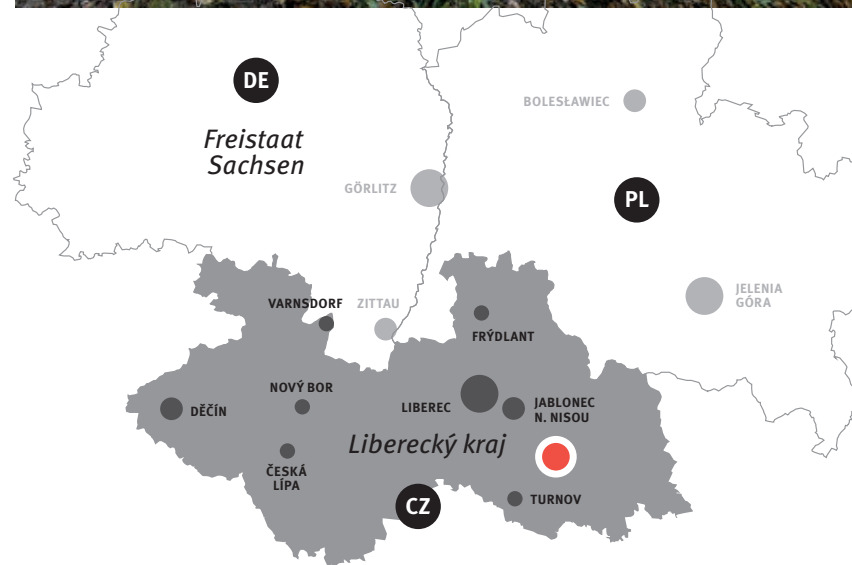 DE
Freistaat
Sachsen
BOLESŁAWIEC
GÖRLITZ
PL
JELENIA
GÓRA
VARNSDORF
ZITTAU
FRÝDLANT
NOVÝ BOR
DĚČÍN
LIBEREC
JABLONEC
N. NISOU
Liberecký kraj
ČESKÁ
LÍPA
CZ
TURNOV